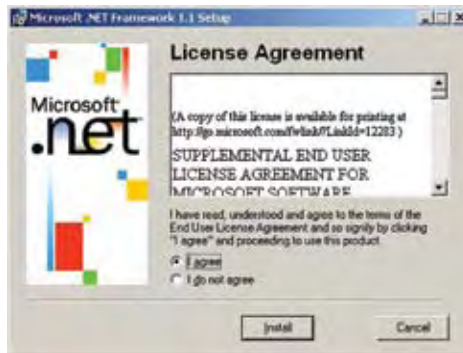 Microsoft .NET Framework 1.1 Setup
License Agreement
Microsoft
.net
(A copy of this license is available for printing at
http://go.microsoft.com/fwlink/?LinkId=12283 )
SUPPLEMENTAL END USER
LICENSE AGREEMENT FOR
MICROSOFT SOFTWARE
I have read, understood and agree to the terms of the
End User License Agreement and so signify by clicking
"I agree" and proceeding to use this product.
I agree
I do not agree
Install
Cancel